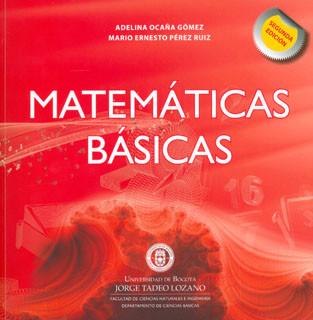 ADELINA OCAÑA GÓMEZ
MARIO ERNESTO PÉREZ RUIZ
SEGUNDA
EDICIÓN
MATEMÁTICAS
BÁSICAS
16
UNIVERSIDAD DE BOGOTÁ
JORGE TADEO LOZANO
FACULTAD DE CIENCIAS NATURALES E INGENIERÍA
DEPARTAMENTO DE CIENCIAS BÁSICAS